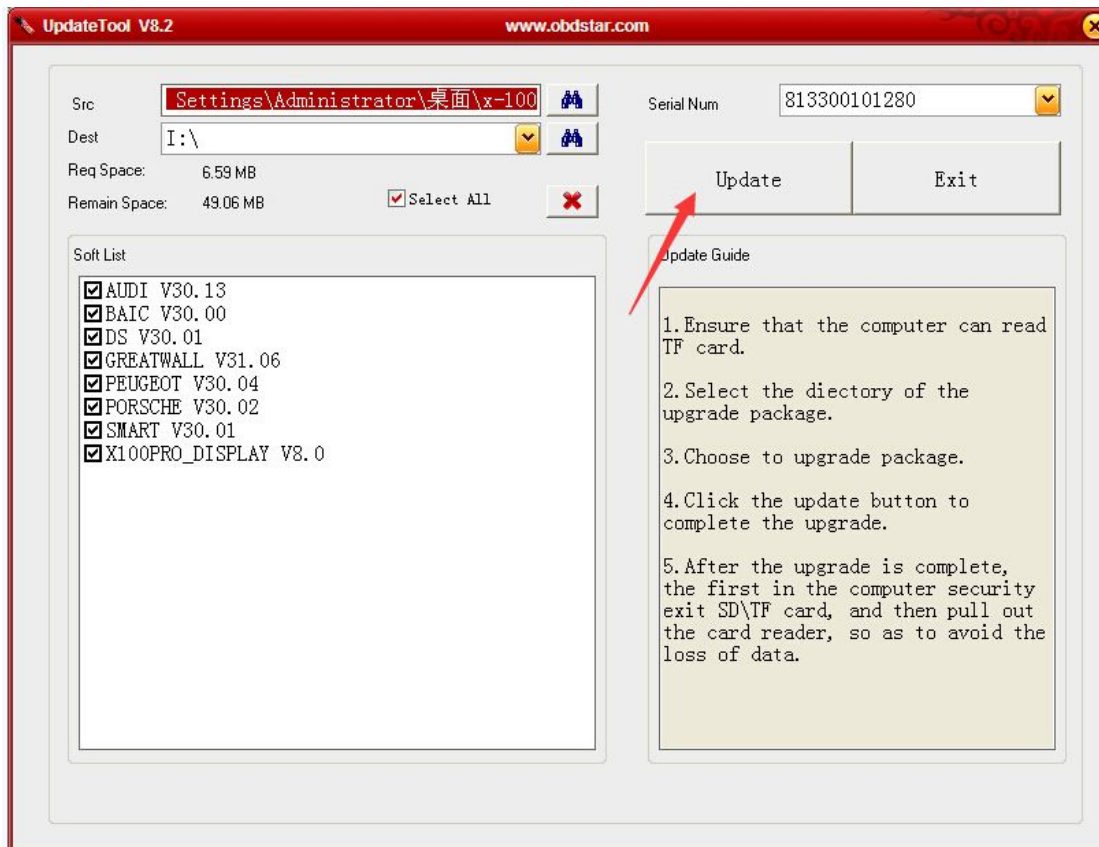 UpdateTool V8.2 www.obdstar.com
Src Settings\Administrator\桌面\x-100
Serial Num 813300101280
Dest I:\
Req Space: 6.59 MB
Remain Space: 49.06 MB
Select All
Update
Exit
Soft List
AUDI V30.13
BAIC V30.00
DS V30.01
GREATWALL V31.06
PEUGEOT V30.04
PORSCHE V30.02
SMART V30.01
X100PRO_DISPLAY V8.0
Update Guide
1.Ensure that the computer can read
TF card.
2.Select the diectory of the
upgrade package.
3.Choose to upgrade package.
4.Click the update button to
complete the upgrade.
5.After the upgrade is complete,
the first in the computer security
exit SD\TF card, and then pull out
the card reader, so as to avoid the
loss of data.